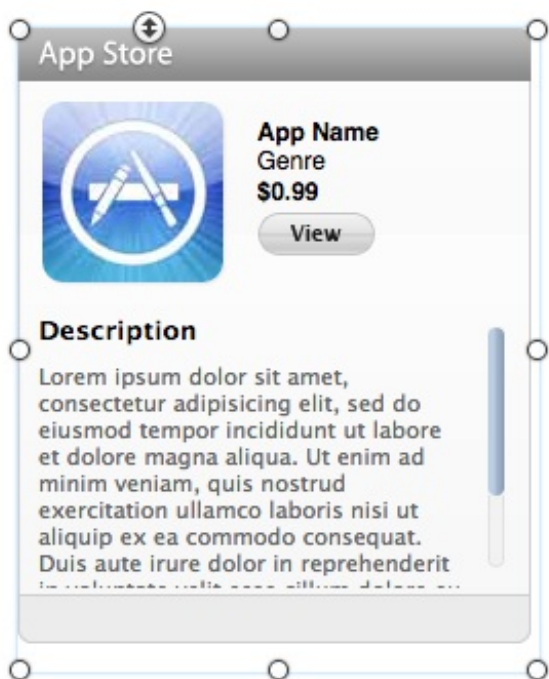 App Store
App Name
Genre
$0.99
View
Description
Lorem ipsum dolor sit amet,
consectetur adipisicing elit, sed do
eiusmod tempor incididunt ut labore
et dolore magna aliqua. Ut enim ad
minim veniam, quis nostrud
exercitation ullamco laboris nisi ut
aliquip ex ea commodo consequat.
Duis aute irure dolor in reprehenderit